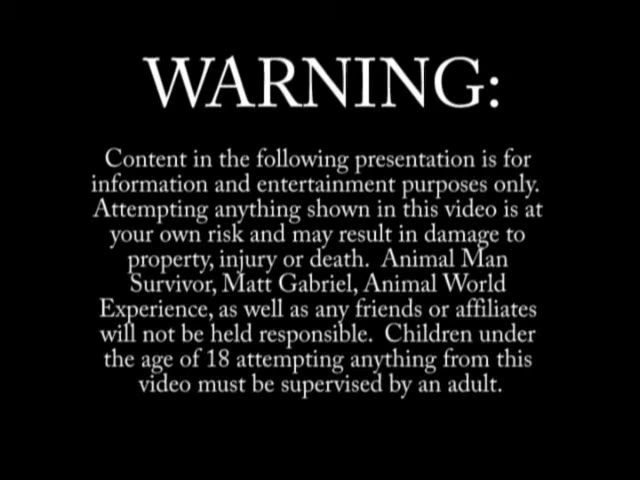 WARNING:
Content in the following presentation is for
information and entertainment purposes only.
Attempting anything shown in this video is at
your own risk and may result in damage to
property, injury or death.  Animal Man
Survivor, Matt Gabriel, Animal World
Experience, as well as any friends or affiliates
will not be held responsible.  Children under
the age of 18 attempting anything from this
video must be supervised by an adult.